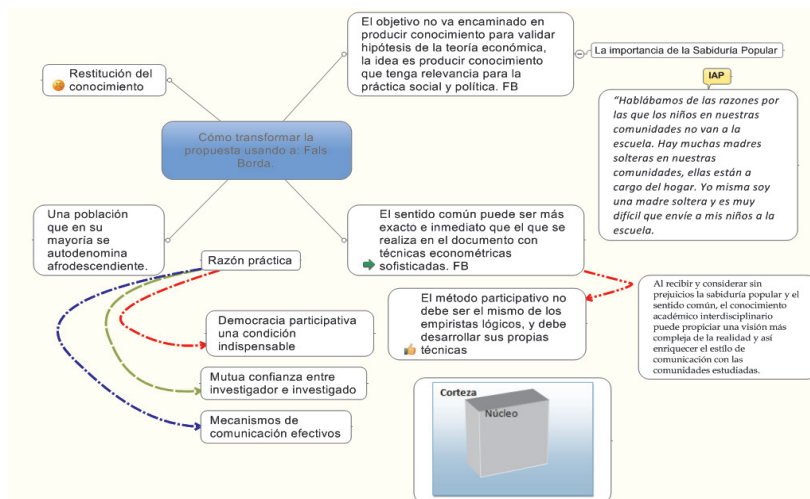 El objetivo no va encaminado en
producir conocimiento para validar
hipótesis de la teoría económica,
la idea es producir conocimiento
que tenga relevancia para la
práctica social y política. FB
La importancia de la Sabiduría Popular
Restitución del
conocimiento
IAP
“Hablábamos de las razones por
las que los niños en nuestras
comunidades no van a la
escuela. Hay muchas madres
solteras en nuestras
comunidades, ellas están a
cargo del hogar. Yo misma soy
una madre soltera y es muy
difícil que envíe a mis niños a la
escuela.
Cómo transformar la
propuesta usando a: Fals
Borda.
Una población
que en su
mayoría se
autodenomina
afrodescendiente.
Razón práctica
El sentido común puede ser más
exacto e inmediato que el que se
realiza en el documento con
técnicas econométricas
sofisticadas. FB
El método participativo no
debe ser el mismo de los
empiristas lógicos, y debe
desarrollar sus propias
técnicas
Al recibir y considerar sin
prejuicios la sabiduría popular y el
sentido común, el conocimiento
académico interdisciplinario
puede propiciar una visión más
compleja de la realidad y así
enriquecer el estilo de
comunicación con las
comunidades estudiadas.
Democracia participativa
una condición
indispensable
Mutua confianza entre
investigador e investigado
Mecanismos de
comunicación efectivos
Corteza
Núcleo